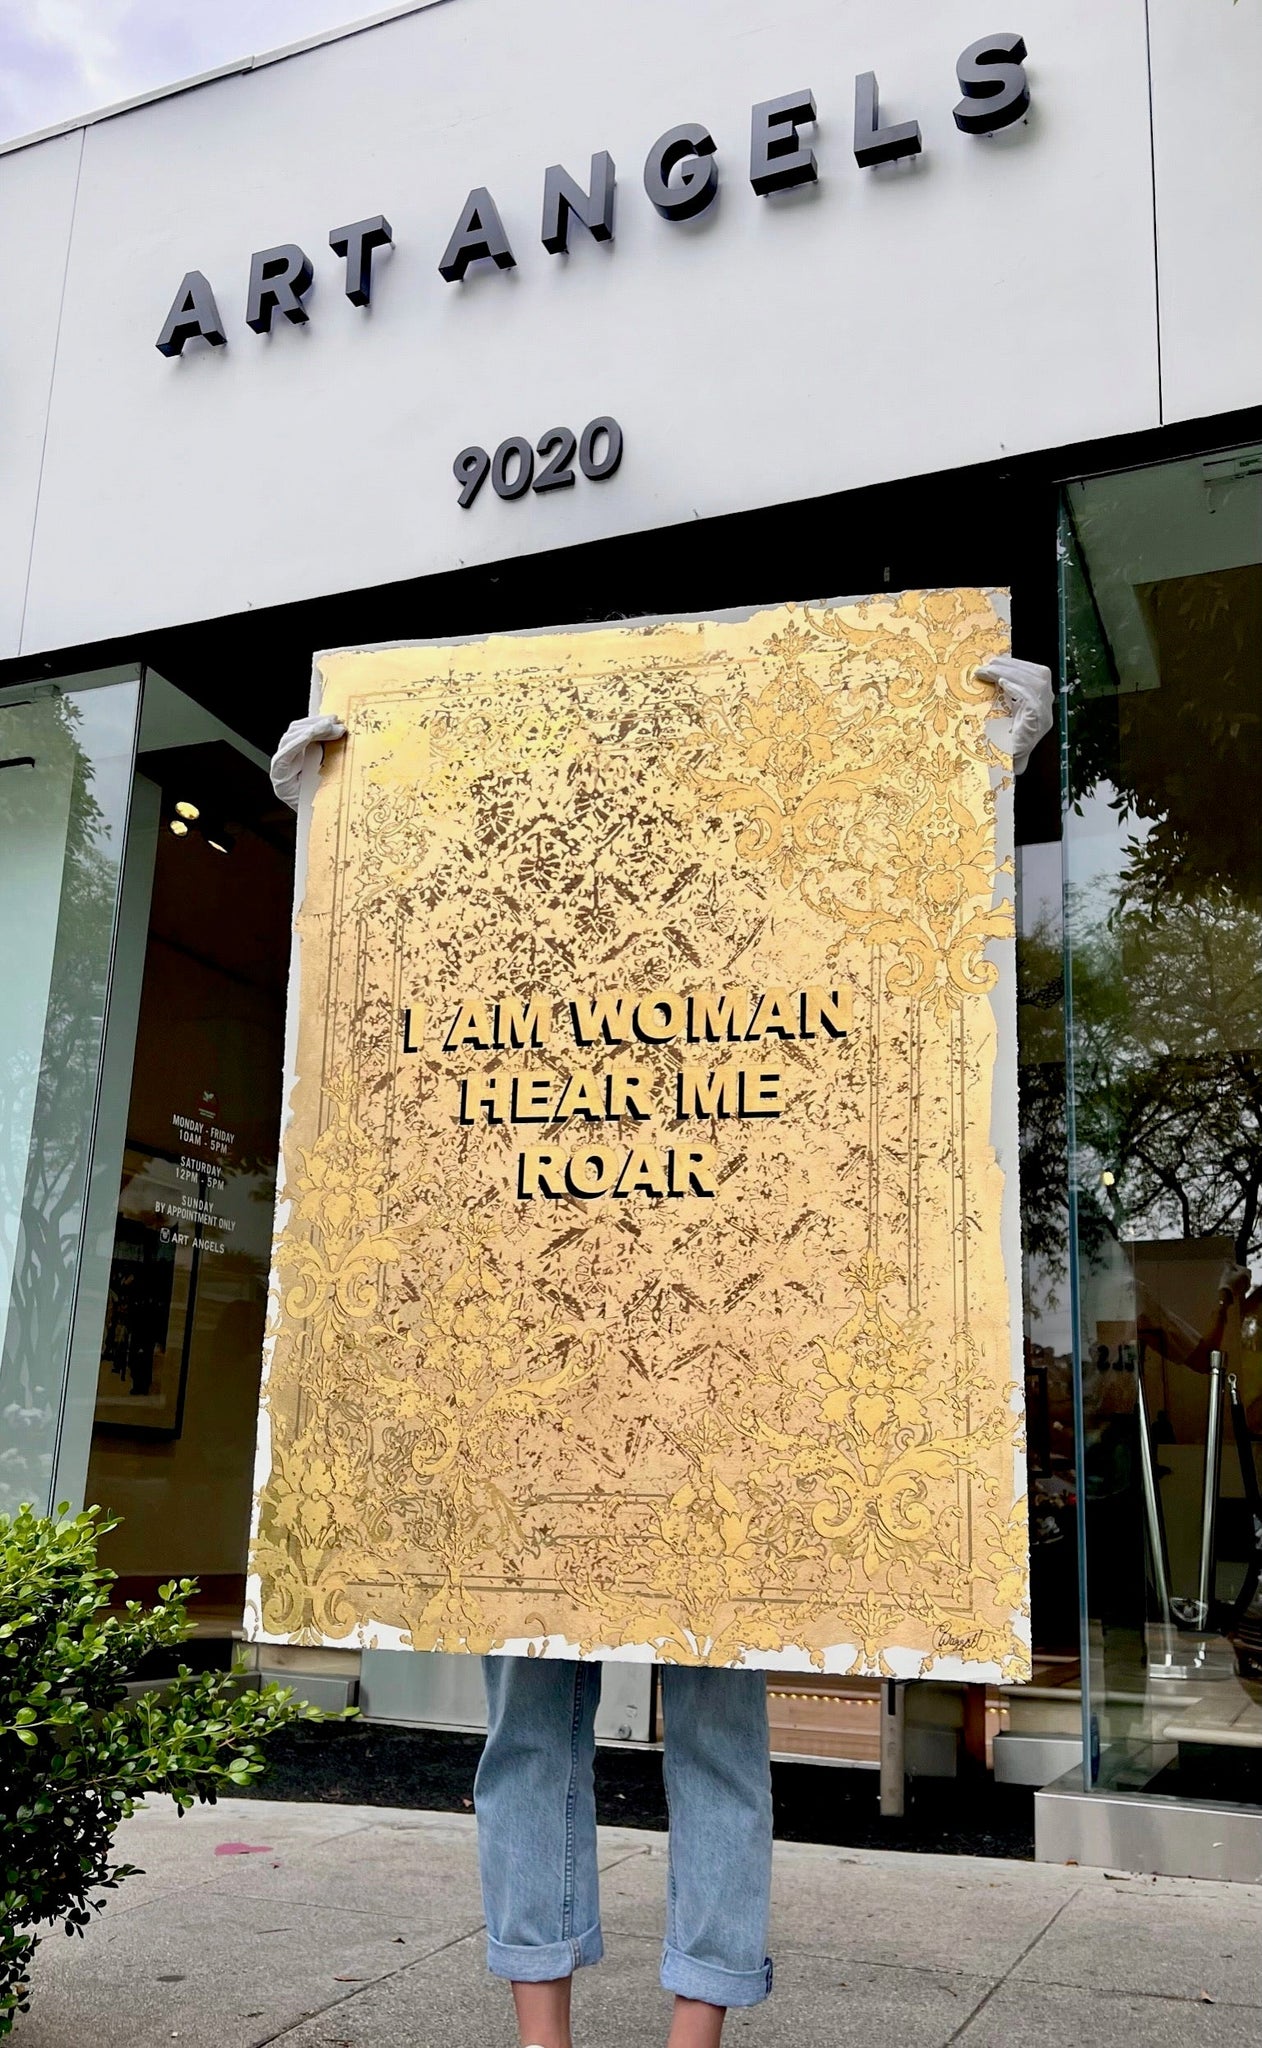 ART ANGELS
9020
I AM WOMAN
HEAR ME
ROAR
MONDAY - FRIDAY
10AM - 5PM
SATURDAY
12PM - 5PM
SUNDAY
BY APPOINTMENT ONLY
ART ANGELS